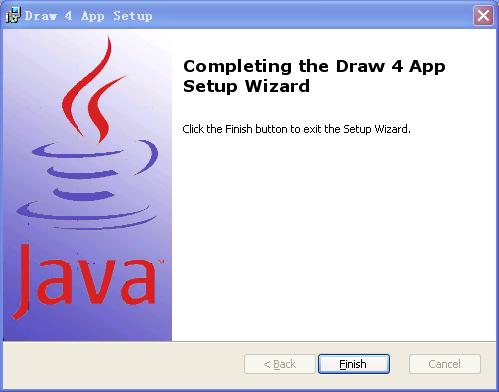 Draw 4 App Setup
Completing the Draw 4 App
Setup Wizard
Click the Finish button to exit the Setup Wizard.
Java™
< Back
Finish
Cancel